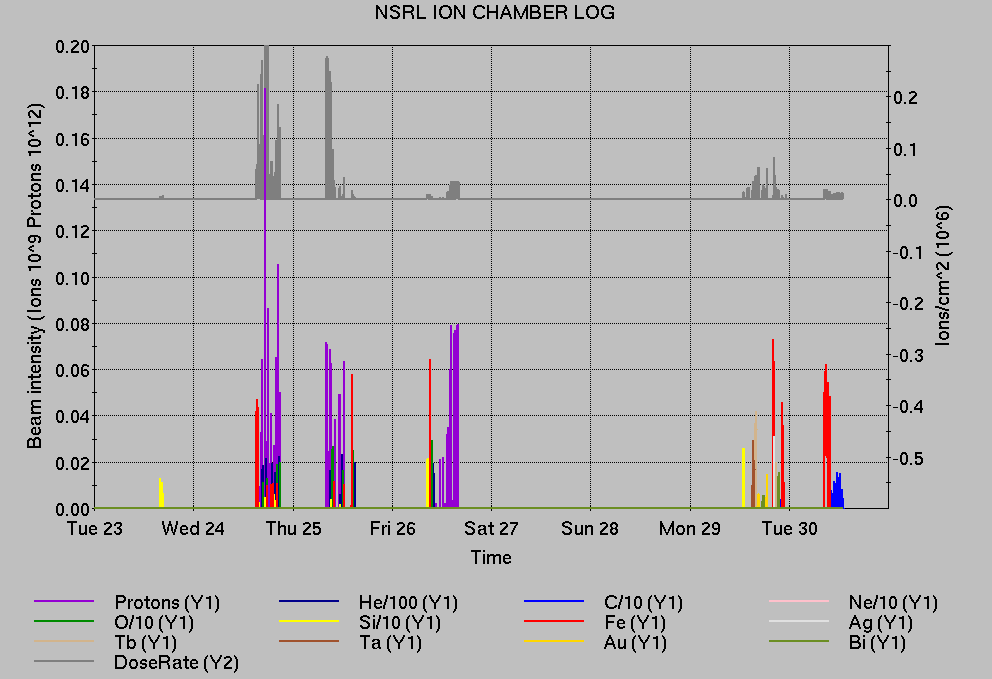 NSRL ION CHAMBER LOG
Beam intensity (Ions 10^9 Protons 10^12)
0.20
0.18
0.16
0.14
0.12
0.10
0.08
0.06
0.04
0.02
0.00
0.2
0.1
0.0
-0.1
-0.2
-0.3
-0.4
-0.5
Ions/cm^2 (10^6)
Tue 23 Wed 24 Thu 25 Fri 26 Sat 27 Sun 28 Mon 29 Tue 30
Time
Protons (Y1) He/100 (Y1) C/10 (Y1) Ne/10 (Y1)
O/10 (Y1) Si/10 (Y1) Fe (Y1) Ag (Y1)
Tb (Y1) Ta (Y1) Au (Y1) Bi (Y1)
DoseRate (Y2)